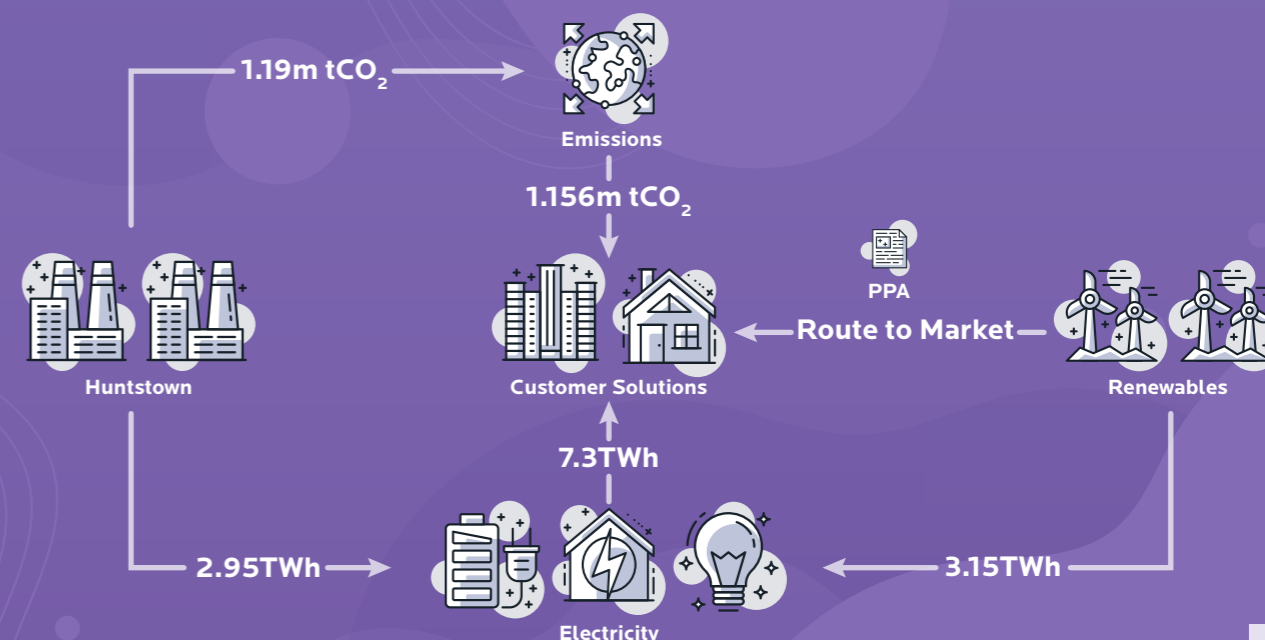 1.19m tCO₂
Emissions
1.156m tCO₂
PPA
Route to Market
Huntstown
Customer Solutions
Renewables
7.3TWh
2.95TWh
3.15TWh
Electricity